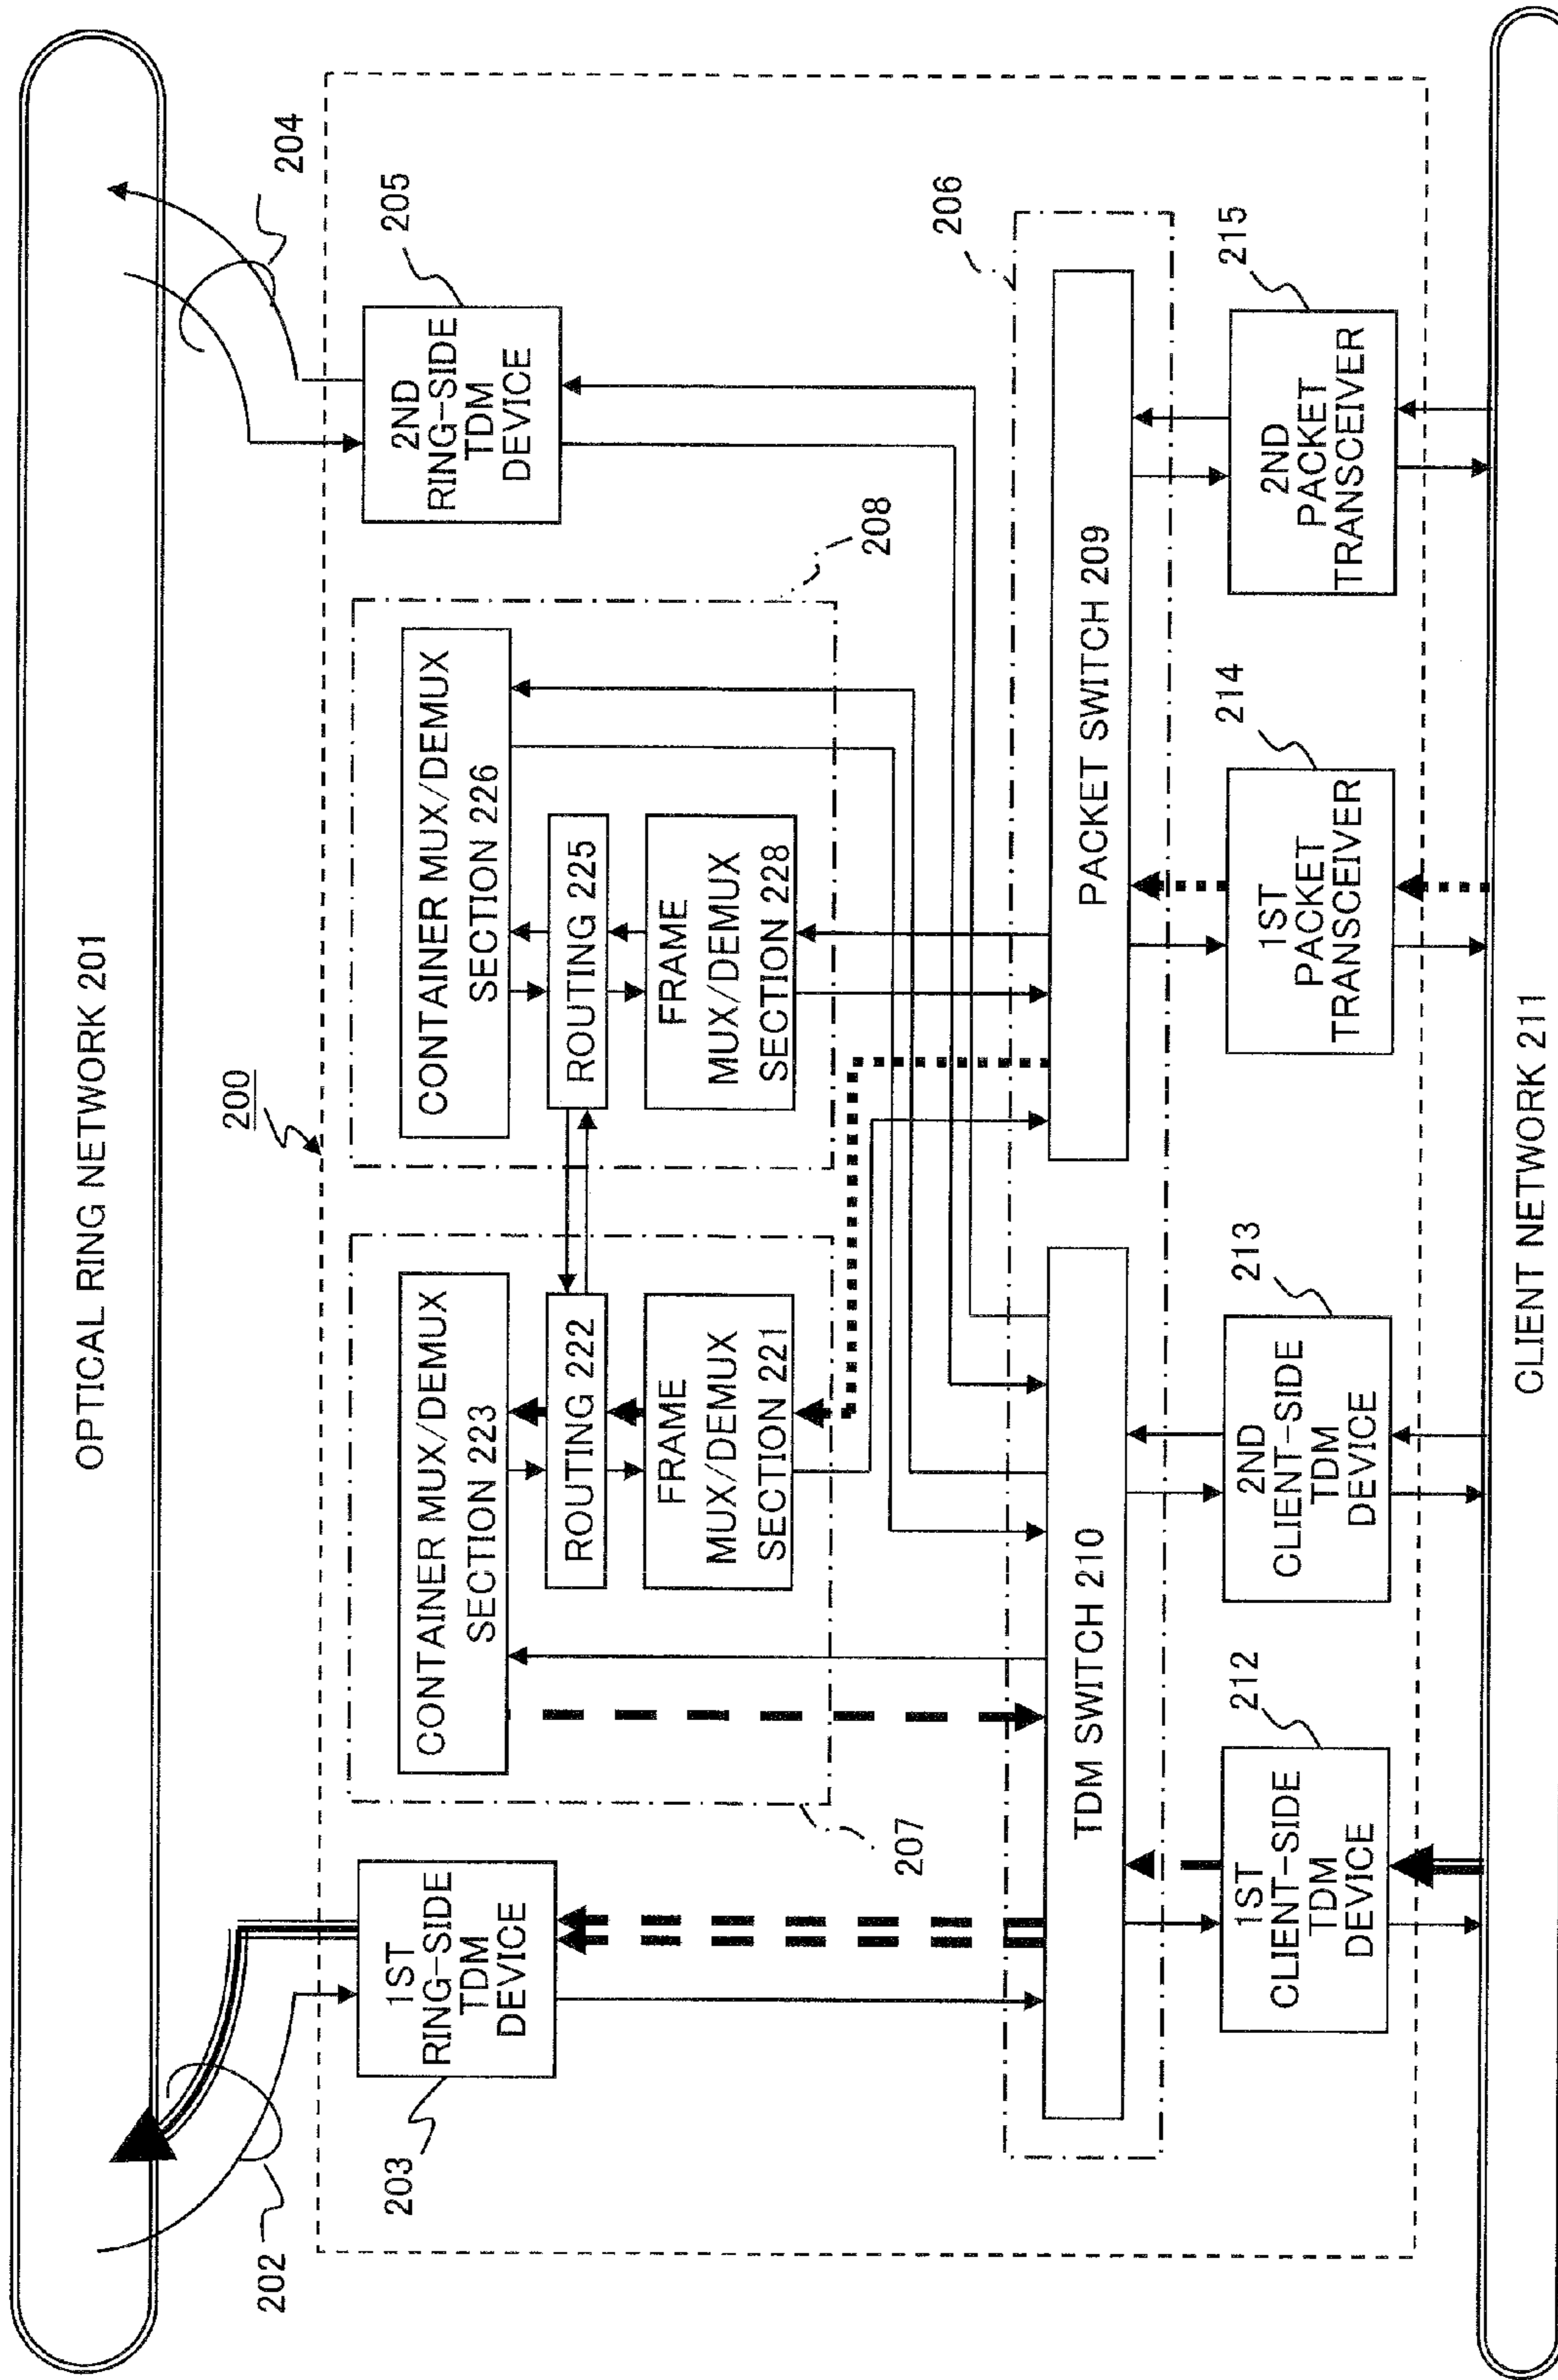 OPTICAL RING NETWORK 201
200
202
203
1ST
RING-SIDE
TDM
DEVICE
204
205
2ND
RING-SIDE
TDM
DEVICE
207
CONTAINER MUX/DEMUX
SECTION 223
ROUTING 222
FRAME
MUX/DEMUX
SECTION 221
208
CONTAINER MUX/DEMUX
SECTION 226
ROUTING 225
FRAME
MUX/DEMUX
SECTION 228
206
TDM SWITCH 210
PACKET SWITCH 209
212
1ST
CLIENT-SIDE
TDM
DEVICE
213
2ND
CLIENT-SIDE
TDM
DEVICE
214
1ST
PACKET
TRANSCEIVER
215
2ND
PACKET
TRANSCEIVER
CLIENT NETWORK 211